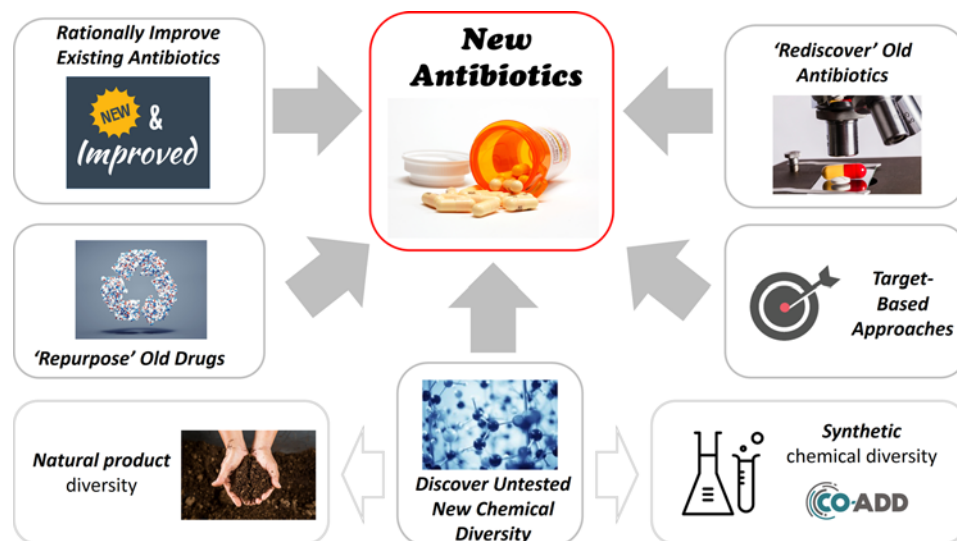 Rationally Improve
Existing Antibiotics
NEW
&
Improved
New
Antibiotics
‘Rediscover’ Old
Antibiotics
‘Repurpose’ Old Drugs
Target-
Based
Approaches
Natural product
diversity
Discover Untested
New Chemical
Diversity
Synthetic
chemical diversity
CO-ADD